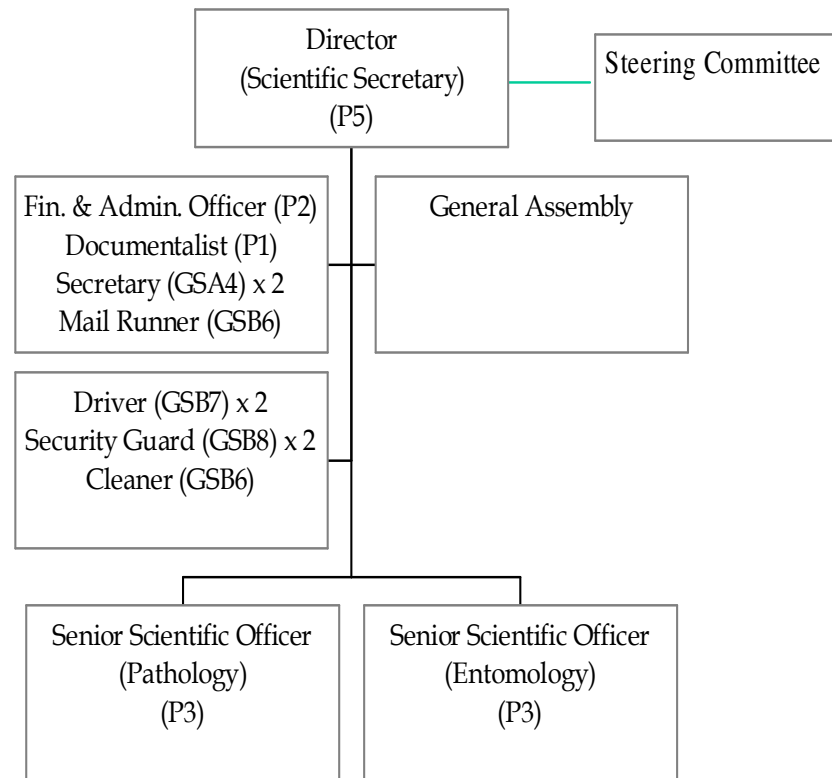 Director
(Scientific Secretary)
(P5)
Steering Committee
Fin. & Admin. Officer (P2)
Documentalist (P1)
Secretary (GSA4) x 2
Mail Runner (GSB6)
General Assembly
Driver (GSB7) x 2
Security Guard (GSB8) x 2
Cleaner (GSB6)
Senior Scientific Officer
(Pathology)
(P3)
Senior Scientific Officer
(Entomology)
(P3)